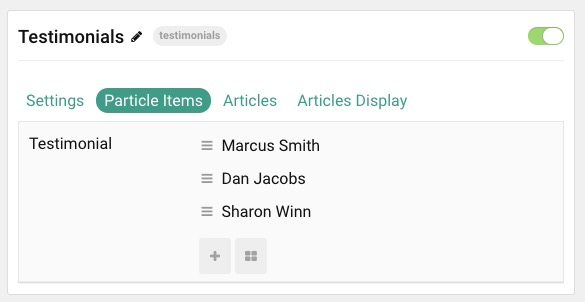 Testimonials testimonials
Settings Particle Items Articles Articles Display
Testimonial Marcus Smith
Dan Jacobs
Sharon Winn